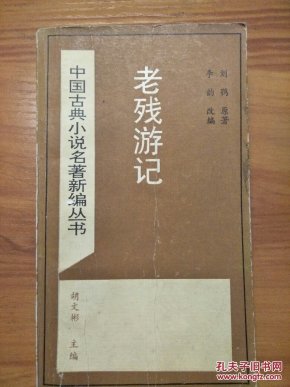 刘鹗 原著
李韵 改编
老残游记
中国古典小说名著新编丛书
胡文彬 主编
孔夫子旧书网